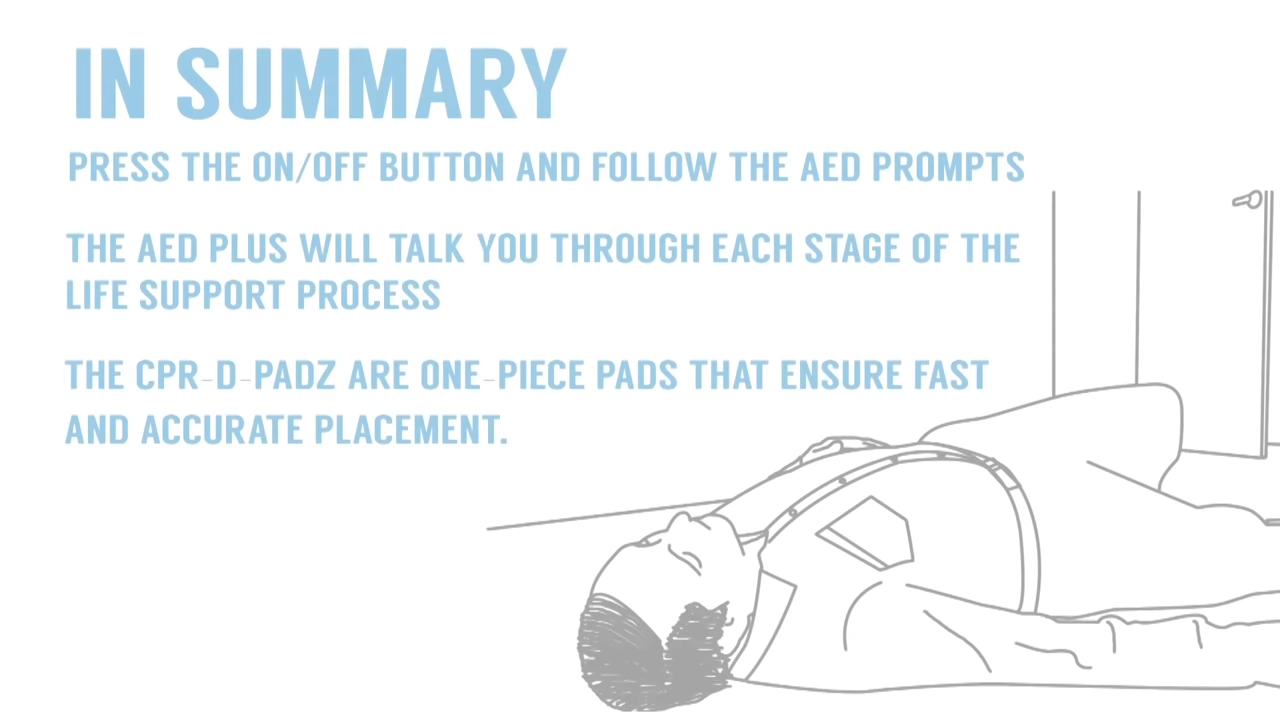 IN SUMMARY
PRESS THE ON/OFF BUTTON AND FOLLOW THE AED PROMPTS
THE AED PLUS WILL TALK YOU THROUGH EACH STAGE OF THE
LIFE SUPPORT PROCESS
THE CPR-D-PADZ ARE ONE-PIECE PADS THAT ENSURE FAST
AND ACCURATE PLACEMENT.